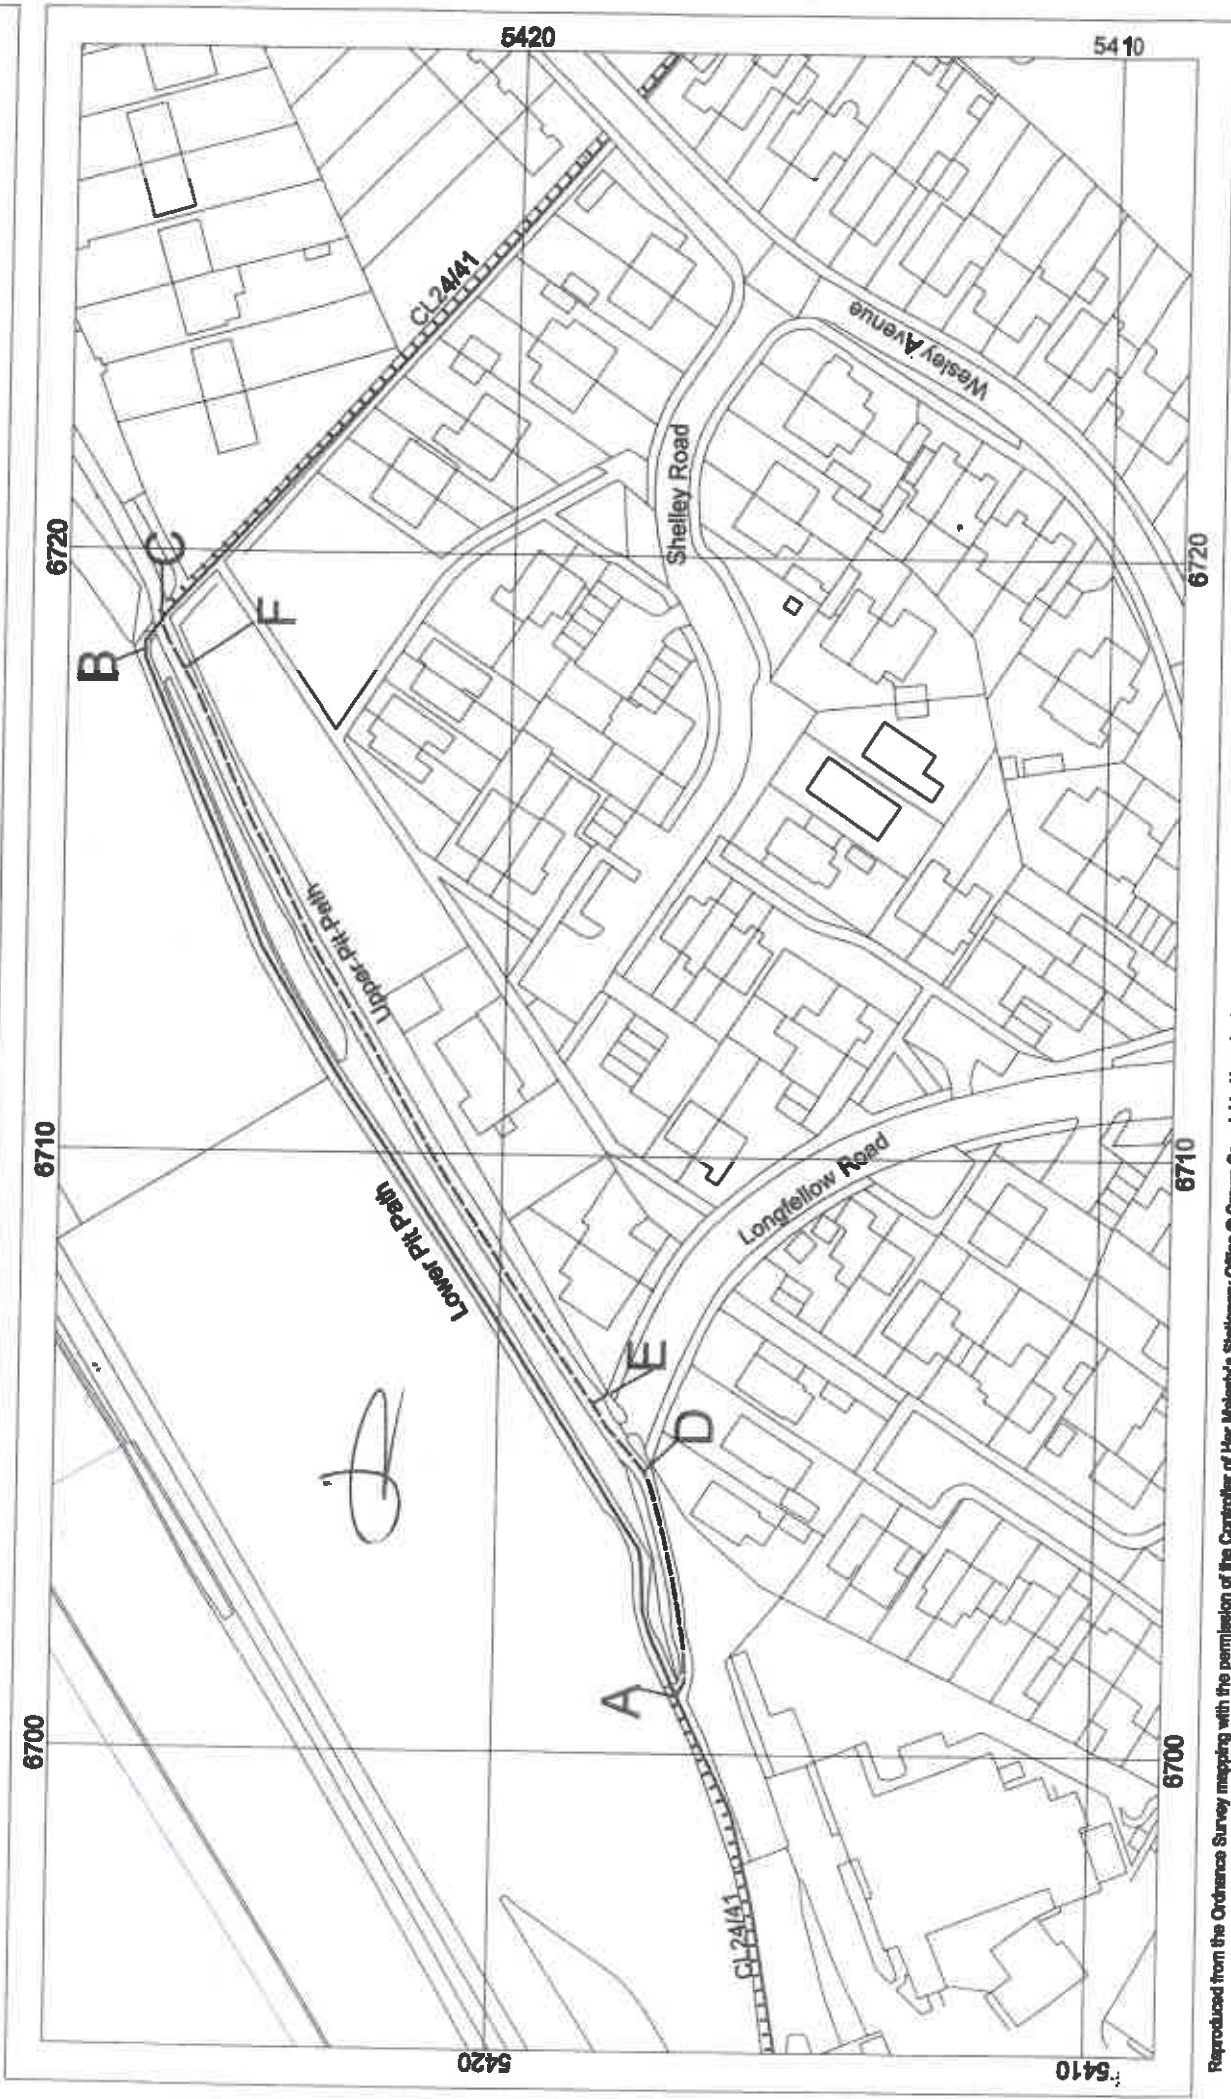 5420
5410
CL24/41
Wesley Avenue
Shelley Road
6720
C
B
F
6720
Upper Pit Path
6710
Lower Pit Path
Longfellow Road
6710
E
D
A
6700
6700
CL24/41
5420
5410
Reproduced from the Ordnance Survey mapping with the permission of the Controller of Her Majesty's Stationery Office